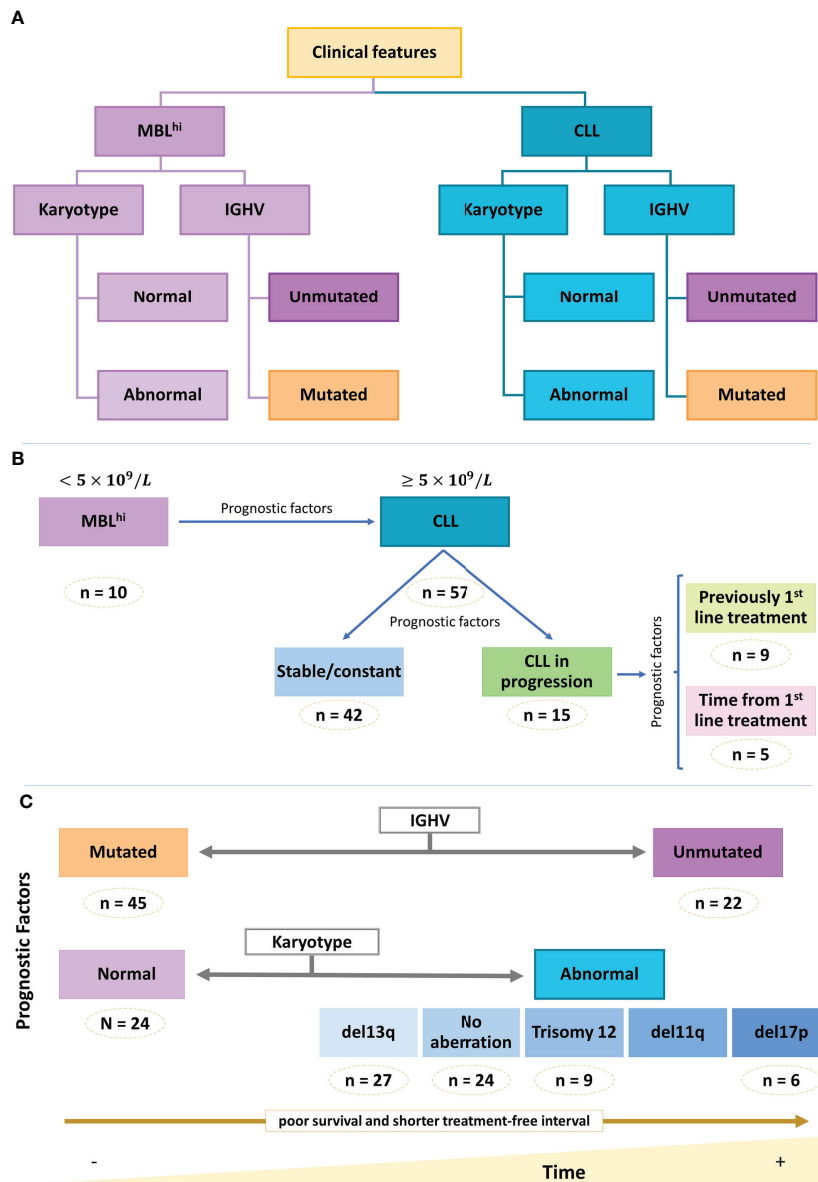 A
Clinical features
MBLhi
CLL
Karyotype
IGHV
Karyotype
IGHV
Normal
Unmutated
Normal
Unmutated
Abnormal
Mutated
Abnormal
Mutated
B
< 5 × 10⁹/L
≥ 5 × 10⁹/L
MBLhi
Prognostic factors
CLL
n = 10
n = 57
Prognostic factors
Stable/constant
n = 42
CLL in
progression
n = 15
Prognostic factors
Previously 1st
line treatment
n = 9
Time from 1st
line treatment
n = 5
C
Prognostic Factors
IGHV
Mutated
Unmutated
n = 45
n = 22
Karyotype
Normal
Abnormal
N = 24
del13q
No
aberration
Trisomy 12
del11q
del17p
n = 27
n = 24
n = 9
n = 6
poor survival and shorter treatment-free interval
-
+
Time